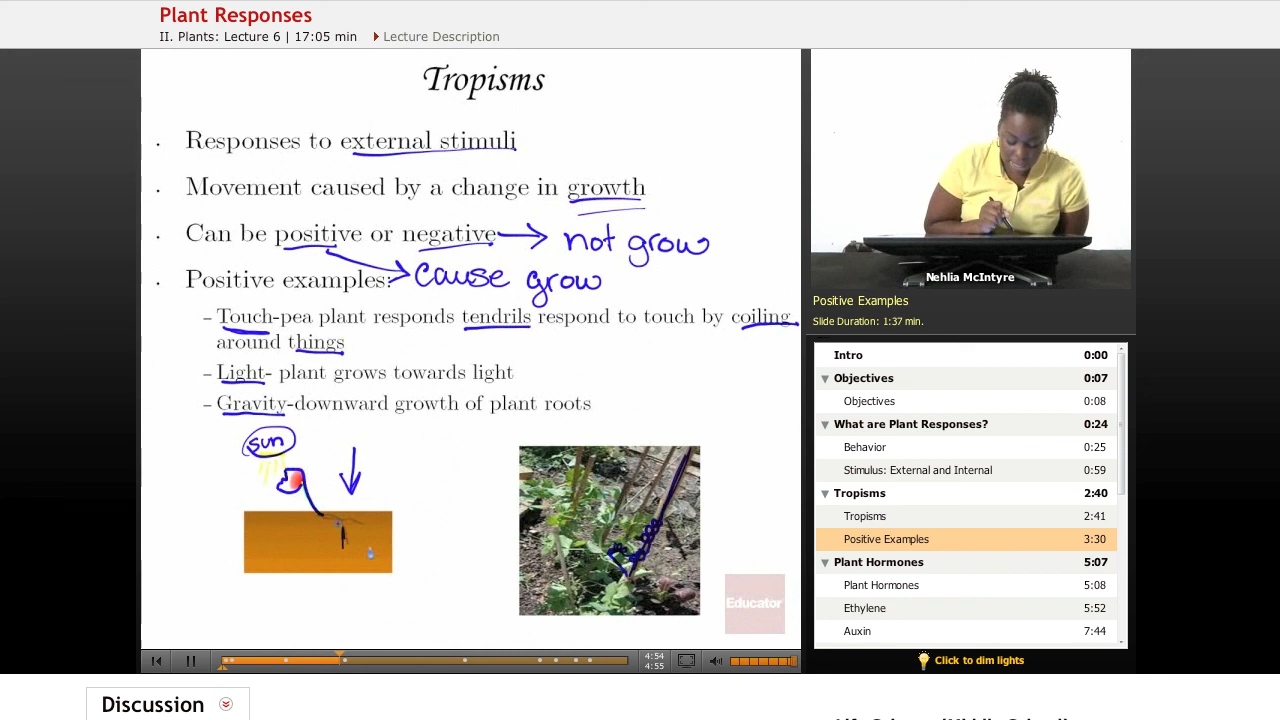 Plant Responses
II. Plants: Lecture 6 | 17:05 min
Lecture Description
Tropisms
Responses to external stimuli
Movement caused by a change in growth
Can be positive or negative → not grow
Positive examples: cause grow
– Touch-pea plant responds tendrils respond to touch by coiling
around things
– Light- plant grows towards light
– Gravity-downward growth of plant roots
sun
Educator
4:54
4:55
Nehlia McIntyre
Positive Examples
Slide Duration: 1:37 min.
Intro 0:00
Objectives 0:07
Objectives 0:08
What are Plant Responses? 0:24
Behavior 0:25
Stimulus: External and Internal 0:59
Tropisms 2:40
Tropisms 2:41
Positive Examples 3:30
Plant Hormones 5:07
Plant Hormones 5:08
Ethylene 5:52
Auxin 7:44
Click to dim lights
Discussion